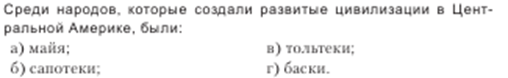 Среди народов, которые создали развитые цивилизации в Цент-
ральной Америке, были:
а) майя; в) тольтеки;
б) сапотеки; г) баски.